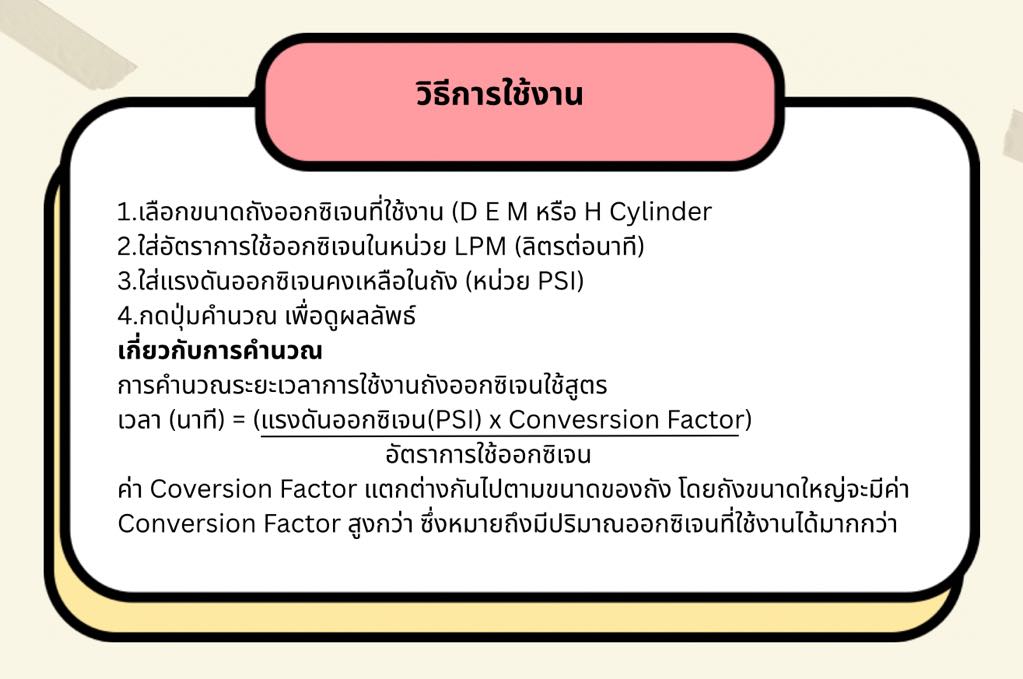 วิธีการใช้งาน
1.เลือกขนาดถังออกซิเจนที่ใช้งาน (D E M หรือ H Cylinder
2.ใส่อัตราการใช้ออกซิเจนในหน่วย LPM (ลิตรต่อนาที)
3.ใส่แรงดันออกซิเจนคงเหลือในถัง (หน่วย PSI)
4.กดปุ่มคำนวณ เพื่อดูผลลัพธ์
เกี่ยวกับการคำนวณ
การคำนวณระยะเวลาการใช้งานถังออกซิเจนใช้สูตร
เวลา (นาที) = (แรงดันออกซิเจน(PSI) x Convesrsion Factor)
อัตราการใช้ออกซิเจน
ค่า Coversion Factor แตกต่างกันไปตามขนาดของถัง โดยถังขนาดใหญ่จะมีค่า
Conversion Factor สูงกว่า ซึ่งหมายถึงมีปริมาณออกซิเจนที่ใช้งานได้มากกว่า